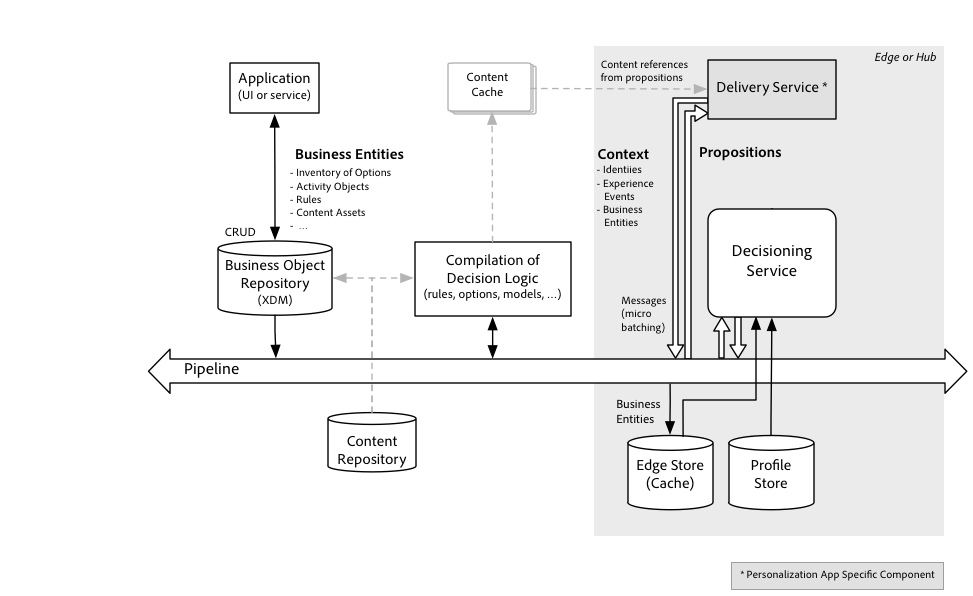 Edge or Hub
Application
(UI or service)
Content
Cache
Content references
from propositions
Delivery Service *
Business Entities
- Inventory of Options
- Activity Objects
- Rules
- Content Assets
- ...
Context
- Identiies
- Experience
Events
- Business
Entities
Propositions
CRUD
Business Object
Repository
(XDM)
Compilation of
Decision Logic
(rules, options, models, ...)
Decisioning
Service
Messages
(micro
batching)
Pipeline
Business
Entities
Content
Repository
Edge Store
(Cache)
Profile
Store
* Personalization App Specific Component